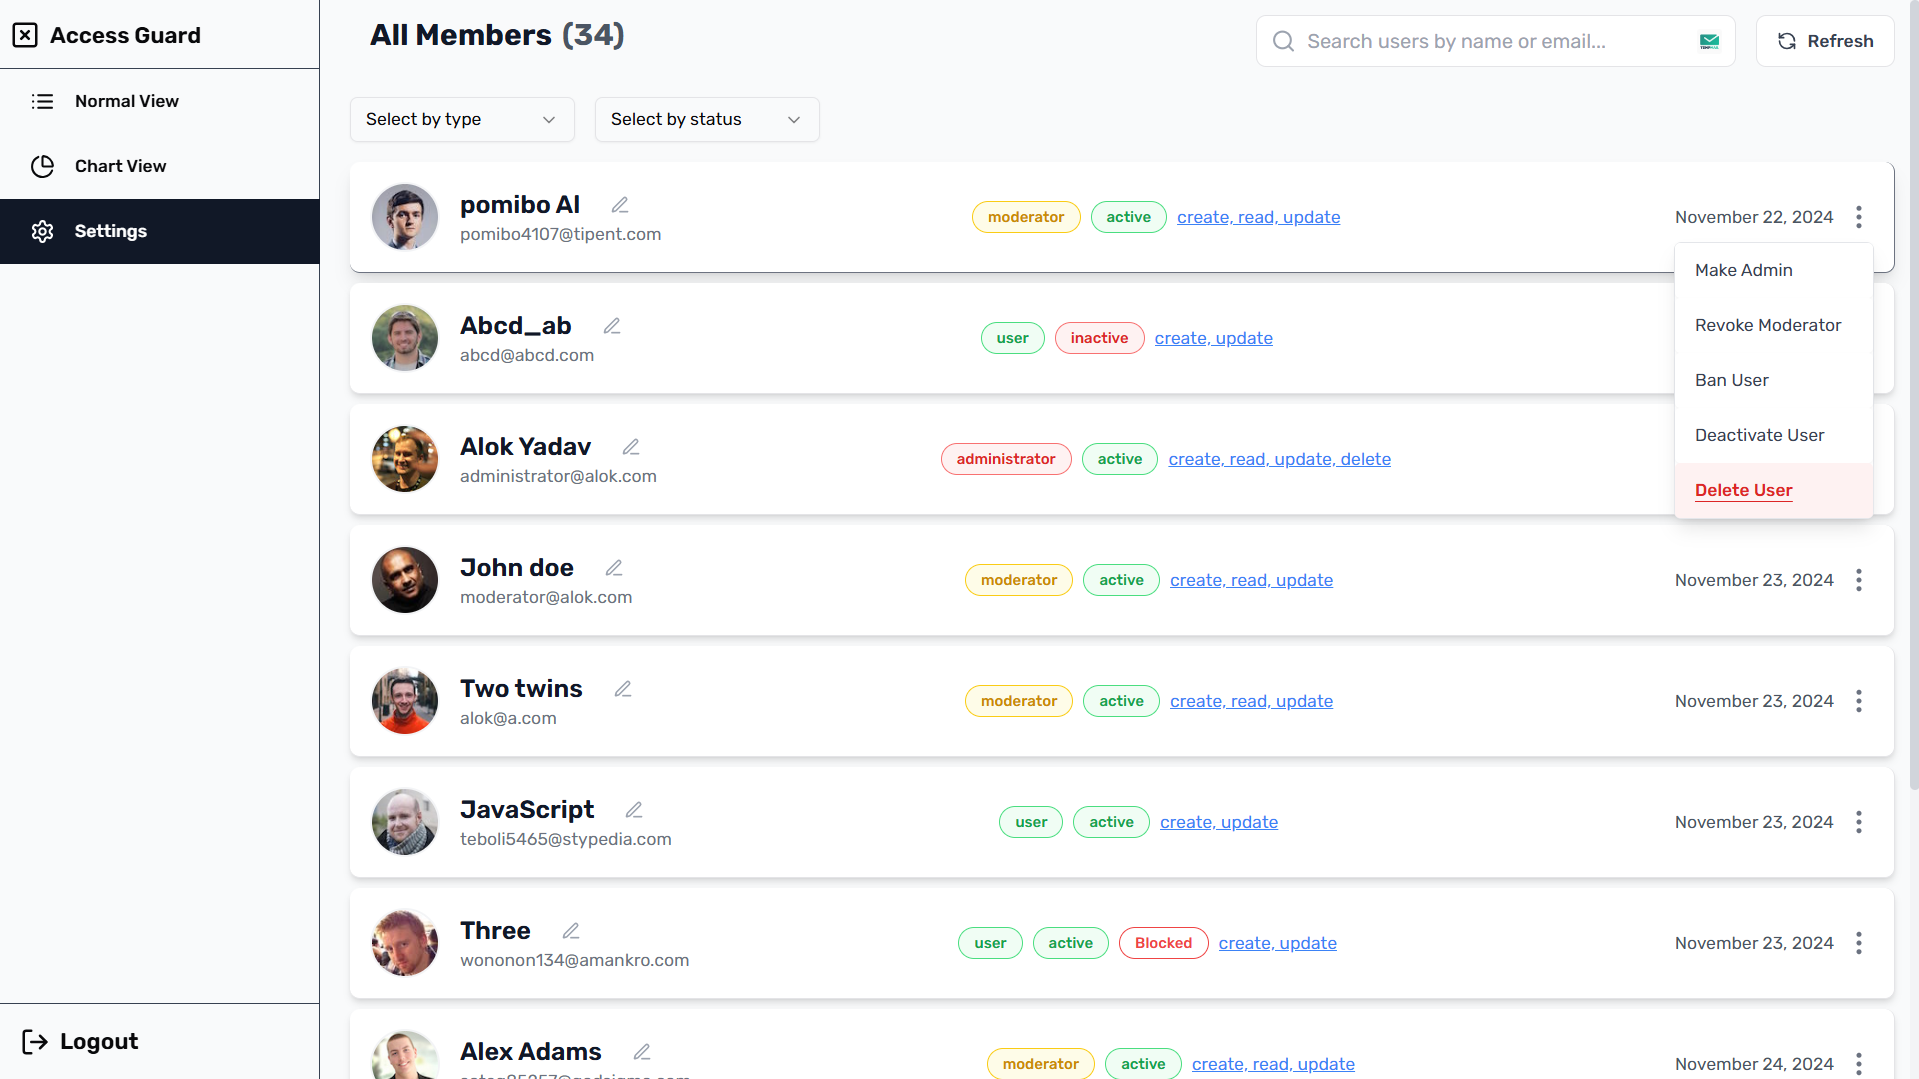 Access Guard
Normal View
Chart View
Settings
Logout
All Members (34)
Search users by name or email...
Refresh
Select by type
Select by status
pomibo Al
pomibo4107@tipent.com
moderator
active
create, read, update
November 22, 2024
Make Admin
Revoke Moderator
Ban User
Deactivate User
Delete User
Abcd_ab
abcd@abcd.com
user
inactive
create, update
Alok Yadav
administrator@alok.com
administrator
active
create, read, update, delete
John doe
moderator@alok.com
moderator
active
create, read, update
November 23, 2024
Two twins
alok@a.com
moderator
active
create, read, update
November 23, 2024
JavaScript
teboli5465@stypedia.com
user
active
create, update
November 23, 2024
Three
wononon134@amankro.com
user
active
Blocked
create, update
November 23, 2024
Alex Adams
moderator
active
create, read, update
November 24, 2024